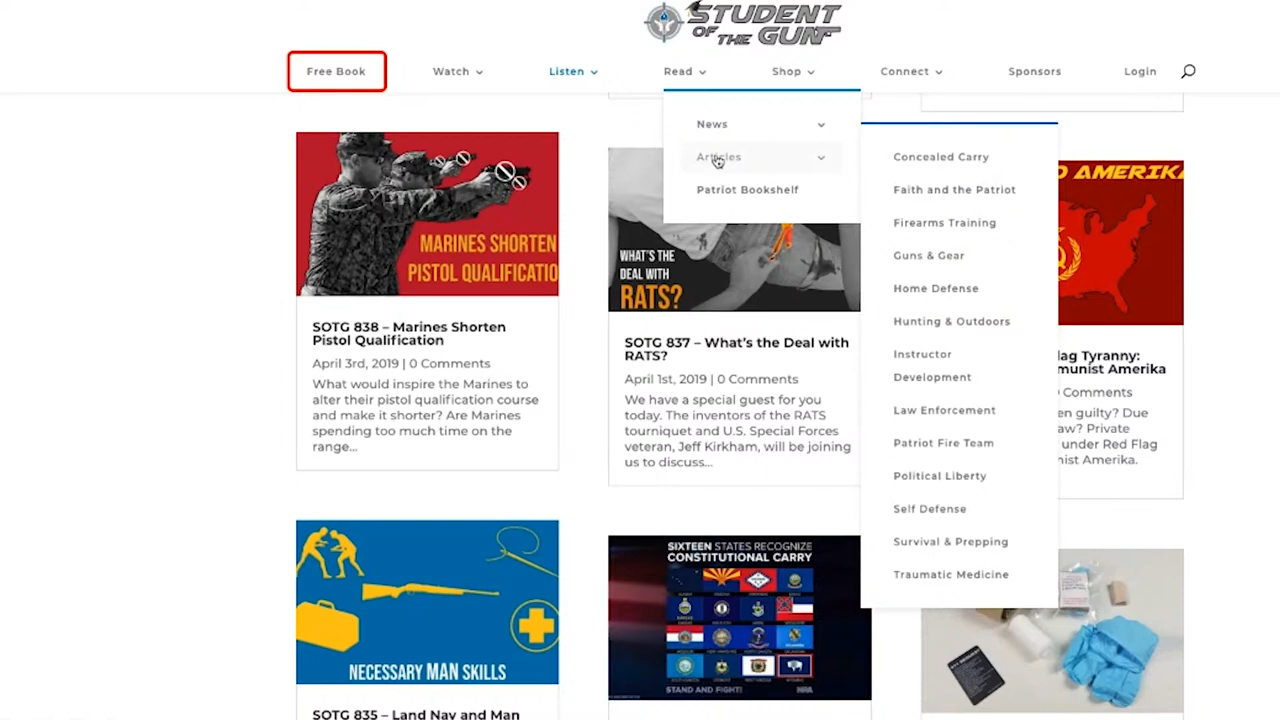 STUDENT
OF THE GUN
Free Book
Watch
Listen
Read
Shop
Connect
Sponsors
Login
News
Articles
Patriot Bookshelf
Concealed Carry
Faith and the Patriot
Firearms Training
Guns & Gear
Home Defense
Hunting & Outdoors
Instructor
Development
Law Enforcement
Patriot Fire Team
Political Liberty
Self Defense
Survival & Prepping
Traumatic Medicine
MARINES SHORTEN
PISTOL QUALIFICATIO
SOTG 838 – Marines Shorten
Pistol Qualification
April 3rd, 2019 | 0 Comments
What would inspire the Marines to
alter their pistol qualification course
and make it shorter? Are Marines
spending too much time on the
range...
WHAT'S THE
DEAL WITH
RATS?
SOTG 837 – What's the Deal with
RATS?
April 1st, 2019 | 0 Comments
We have a special guest for you
today. The inventors of the RATS
tourniquet and U.S. Special Forces
veteran, Jeff Kirkham, will be joining
us to discuss...
AMERIKA
lag Tyranny:
munist Amerika
Comments
en guilty? Due
aw? Private
under Red Flag
nist Amerika.
NECESSARY MAN SKILLS
SOTG 835 – Land Nav and Man
SIXTEEN STATES RECOGNIZE
CONSTITUTIONAL CARRY
STAND AND FIGHT!
NRA